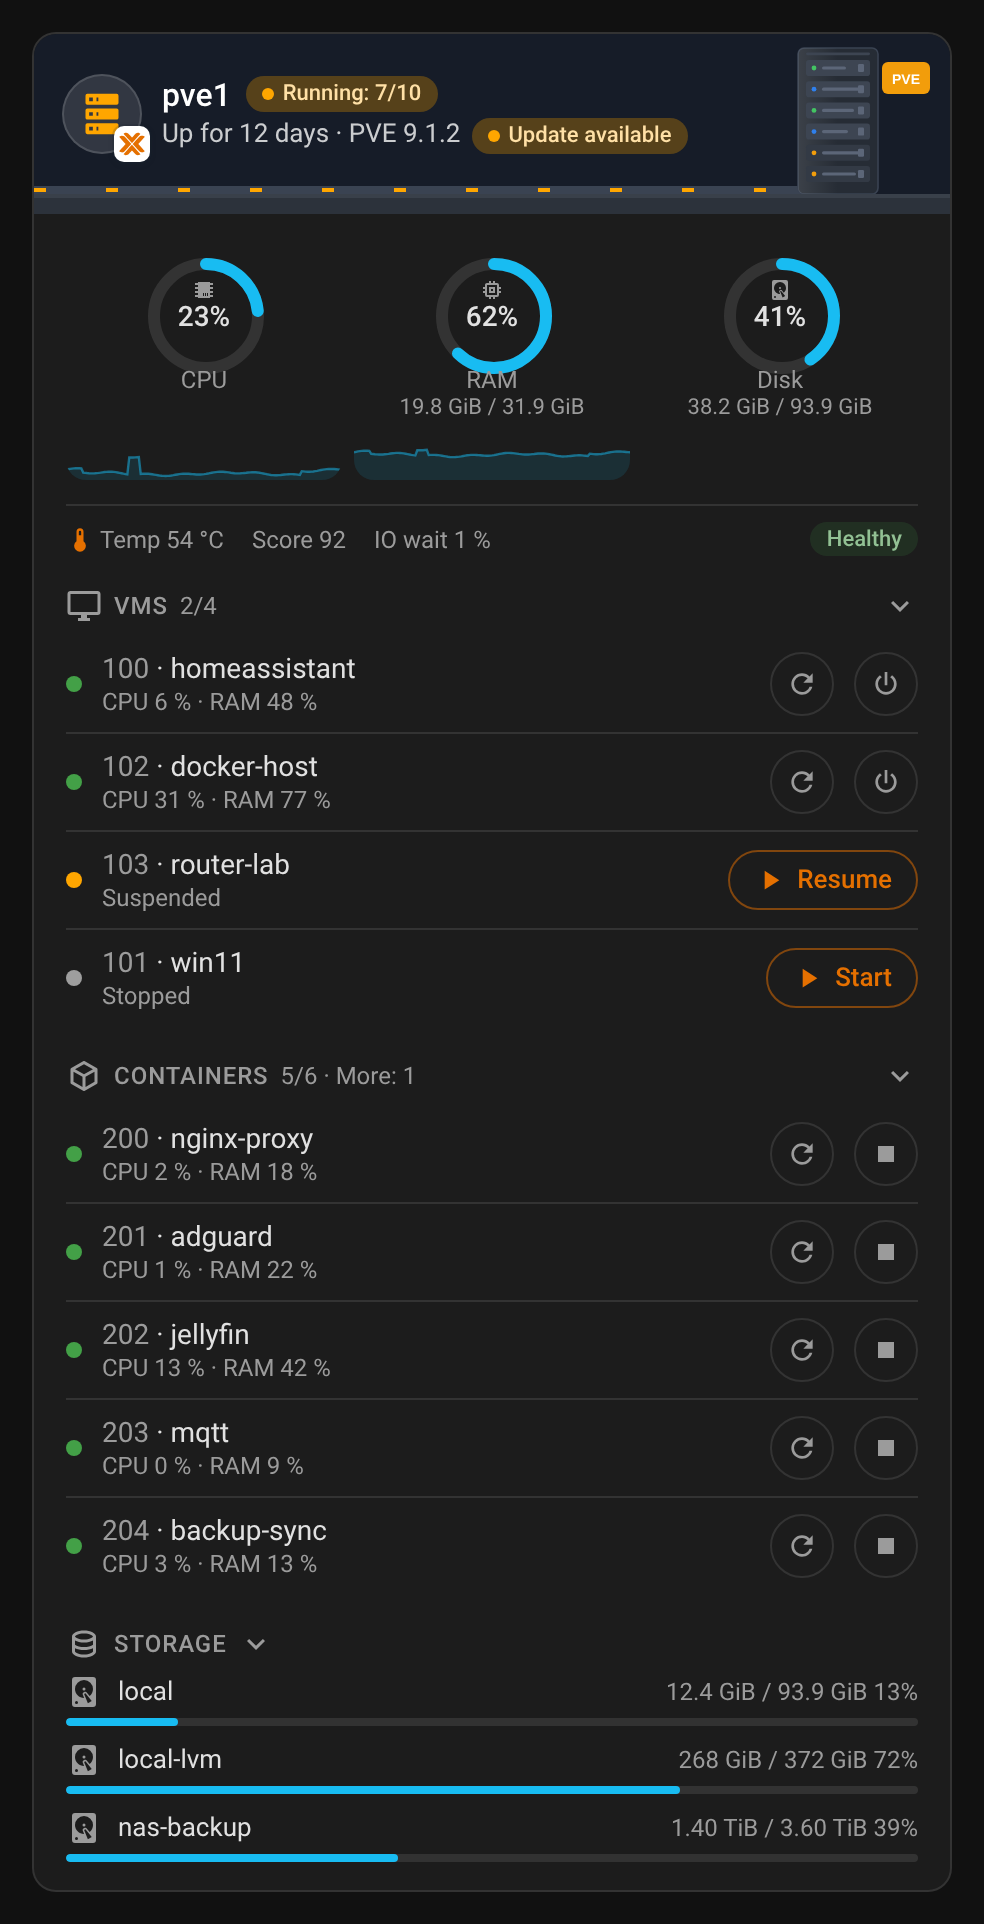 pve1 Running: 7/10
PVE
Up for 12 days · PVE 9.1.2 Update available
23% 62% 41%
CPU RAM Disk
19.8 GiB / 31.9 GiB 38.2 GiB / 93.9 GiB
Temp 54 °C Score 92 IO wait 1 % Healthy
VMS 2/4
100 · homeassistant
CPU 6 % · RAM 48 %
102 · docker-host
CPU 31 % · RAM 77 %
103 · router-lab
Suspended
Resume
101 · win11
Stopped
Start
CONTAINERS 5/6 · More: 1
200 · nginx-proxy
CPU 2 % · RAM 18 %
201 · adguard
CPU 1 % · RAM 22 %
202 · jellyfin
CPU 13 % · RAM 42 %
203 · mqtt
CPU 0 % · RAM 9 %
204 · backup-sync
CPU 3 % · RAM 13 %
STORAGE
local 12.4 GiB / 93.9 GiB 13%
local-lvm 268 GiB / 372 GiB 72%
nas-backup 1.40 TiB / 3.60 TiB 39%